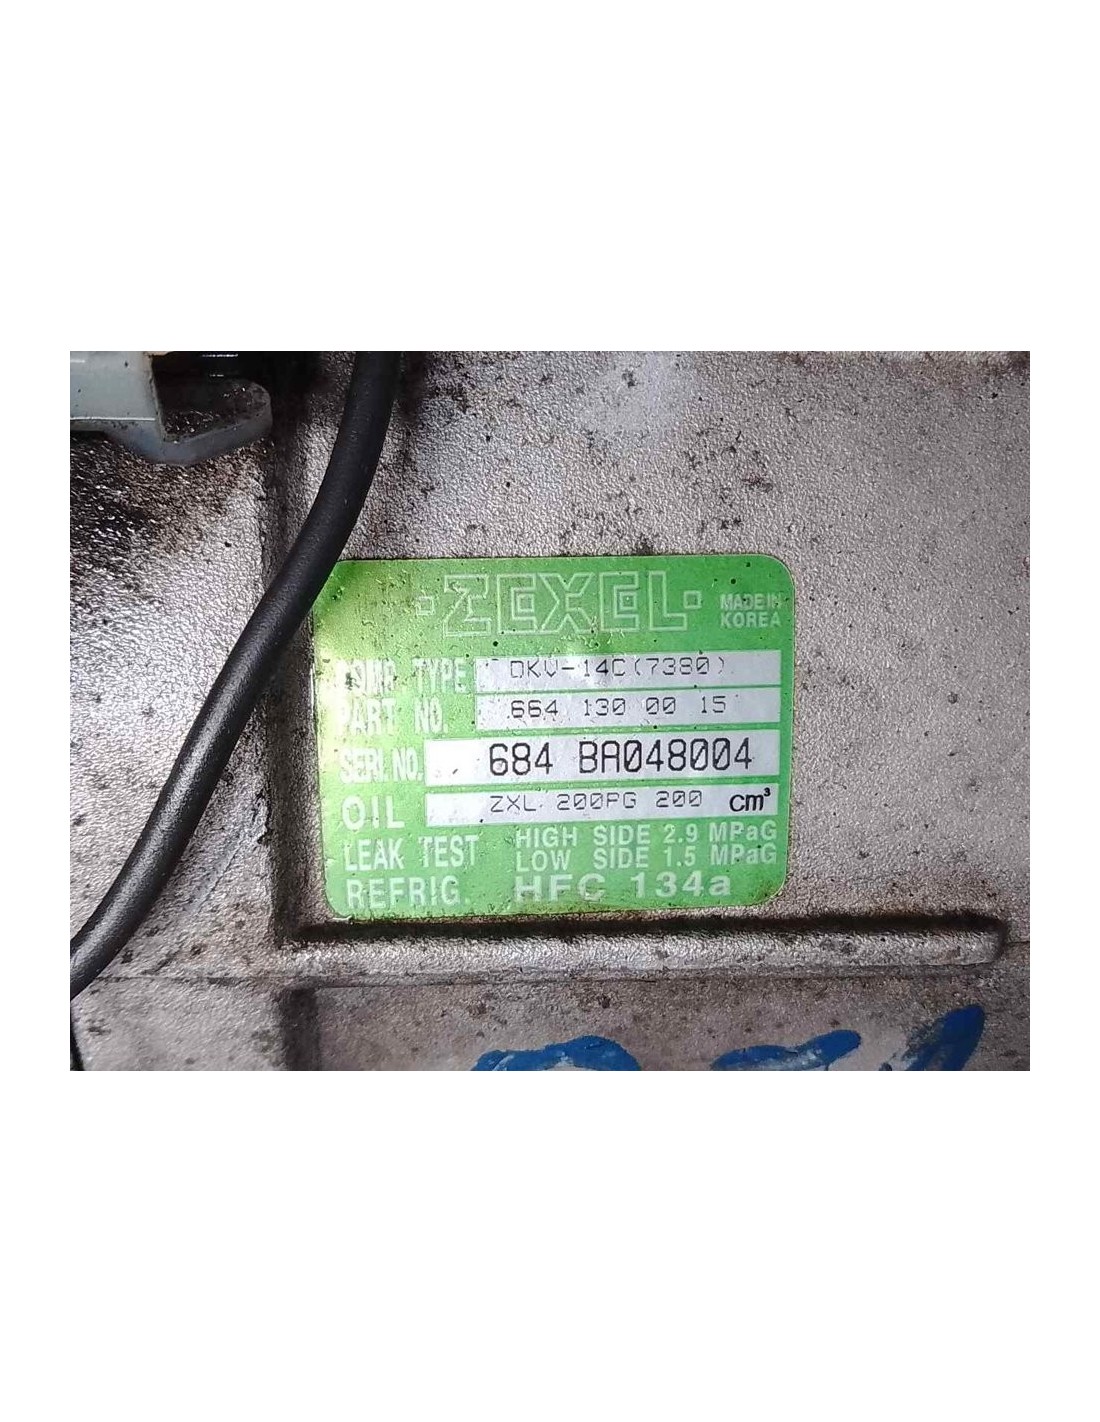 ZEXEL
MADE IN
KOREA
COMP. TYPE DKV-14C(7380)
PART NO. 664 130 00 15
SERI. NO. 684 BA048004
OIL ZXL 200PG 200 cm³
LEAK TEST HIGH SIDE 2.9 MPaG
LOW SIDE 1.5 MPaG
REFRIG. HFC 134a